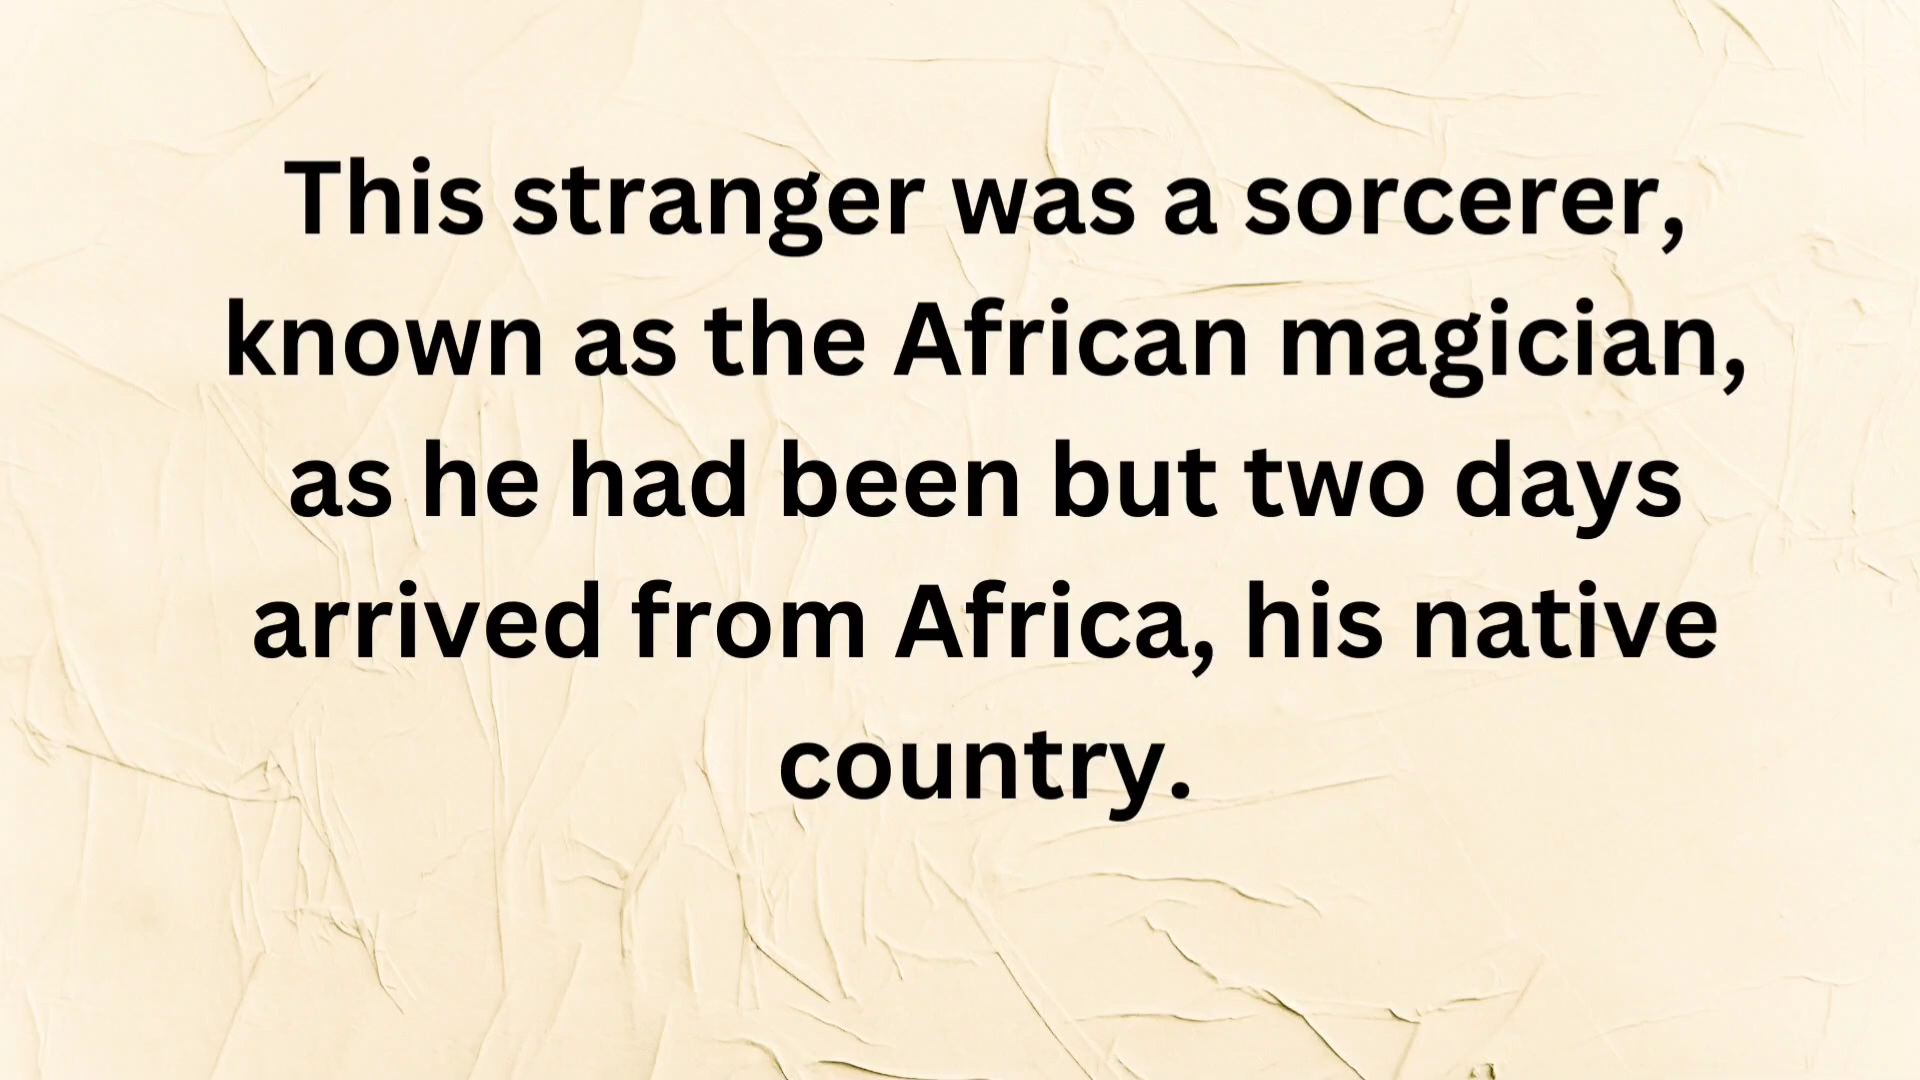 This stranger was a sorcerer,
known as the African magician,
as he had been but two days
arrived from Africa, his native
country.